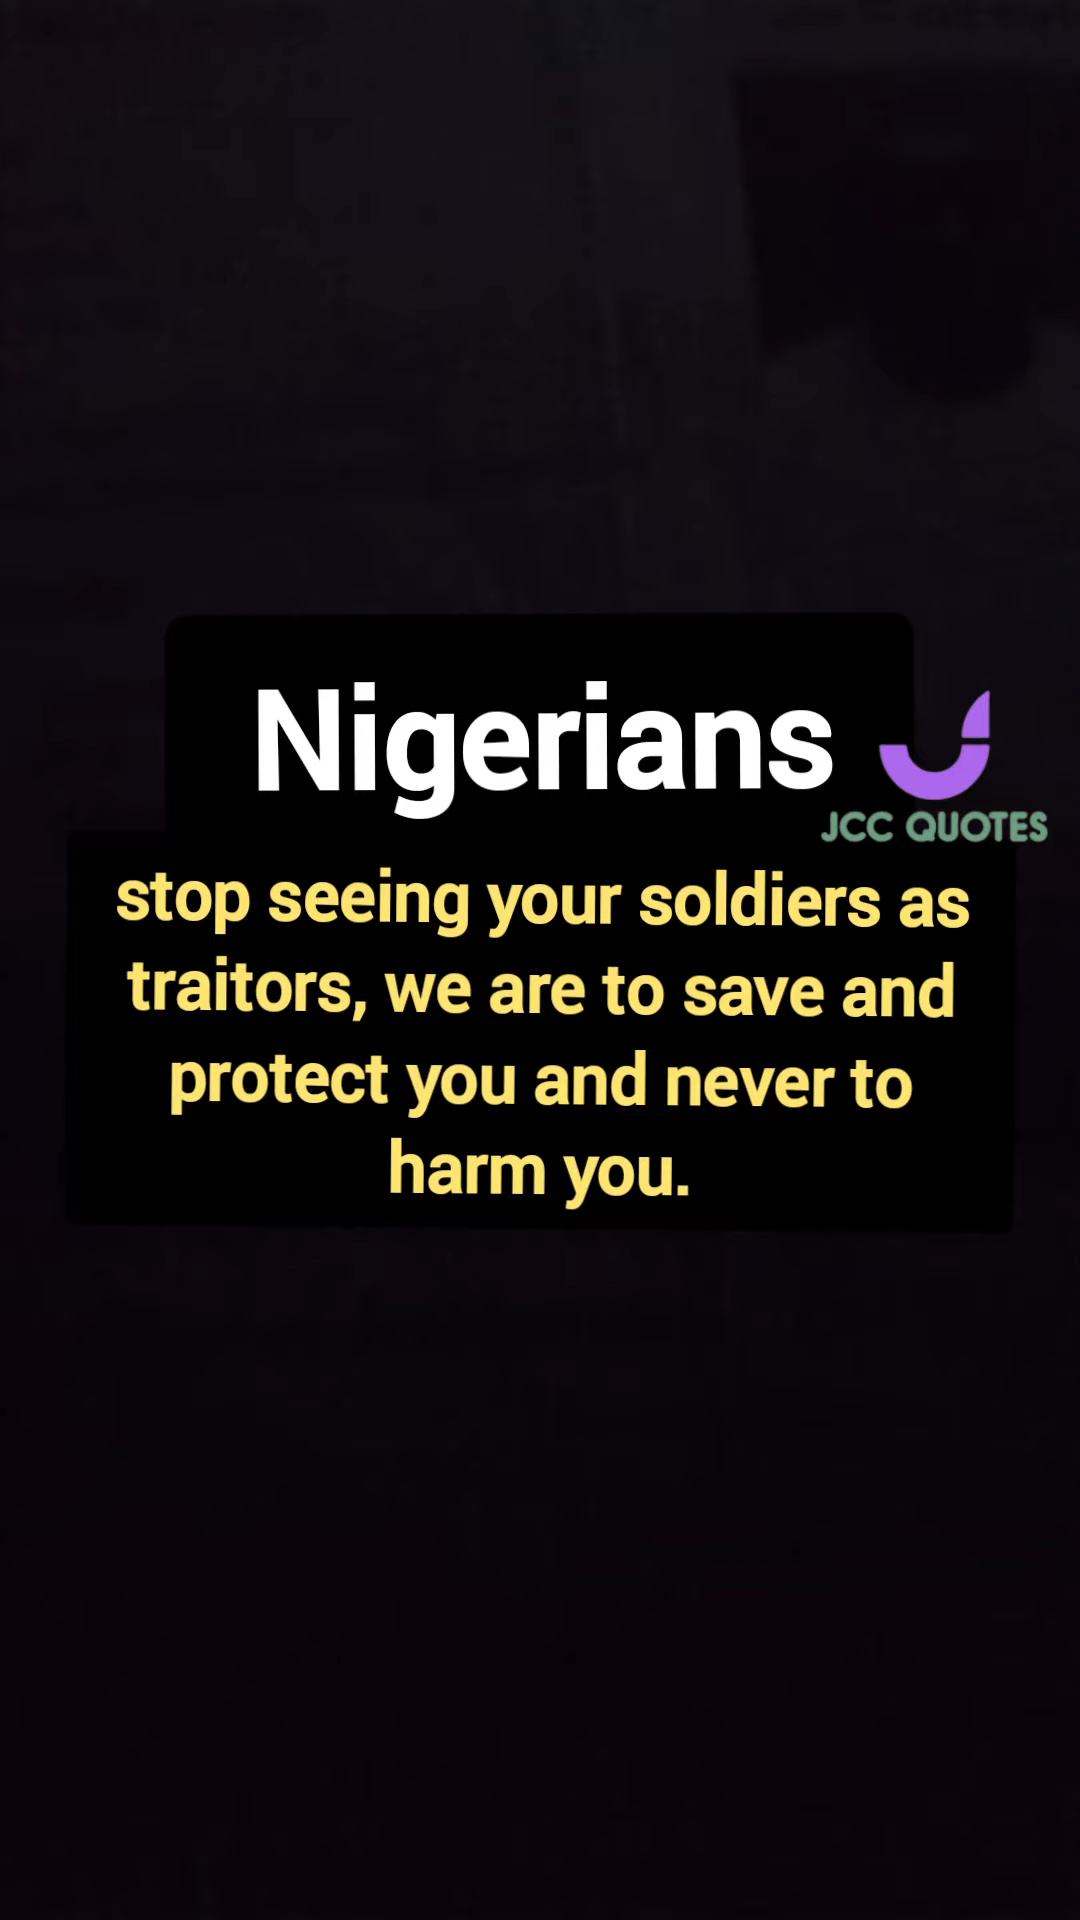 Nigerians
JCC QUOTES
stop seeing your soldiers as
traitors, we are to save and
protect you and never to
harm you.